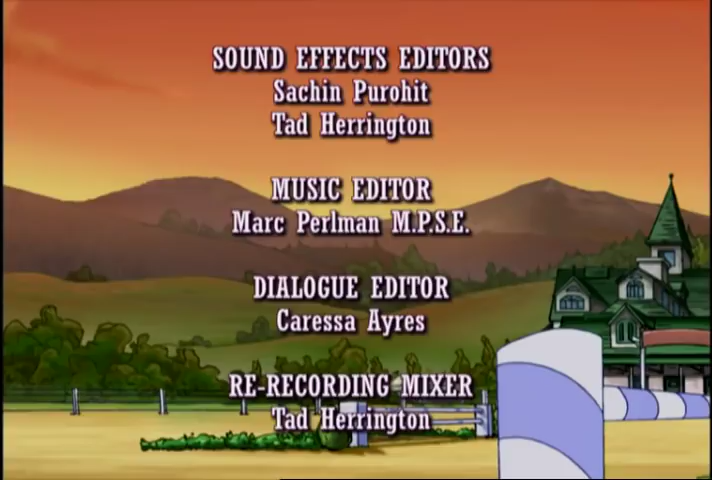 SOUND EFFECTS EDITORS
Sachin Purohit
Tad Herrington
MUSIC EDITOR
Marc Perlman M.P.S.E.
DIALOGUE EDITOR
Caressa Ayres
RE-RECORDING MIXER
Tad Herrington